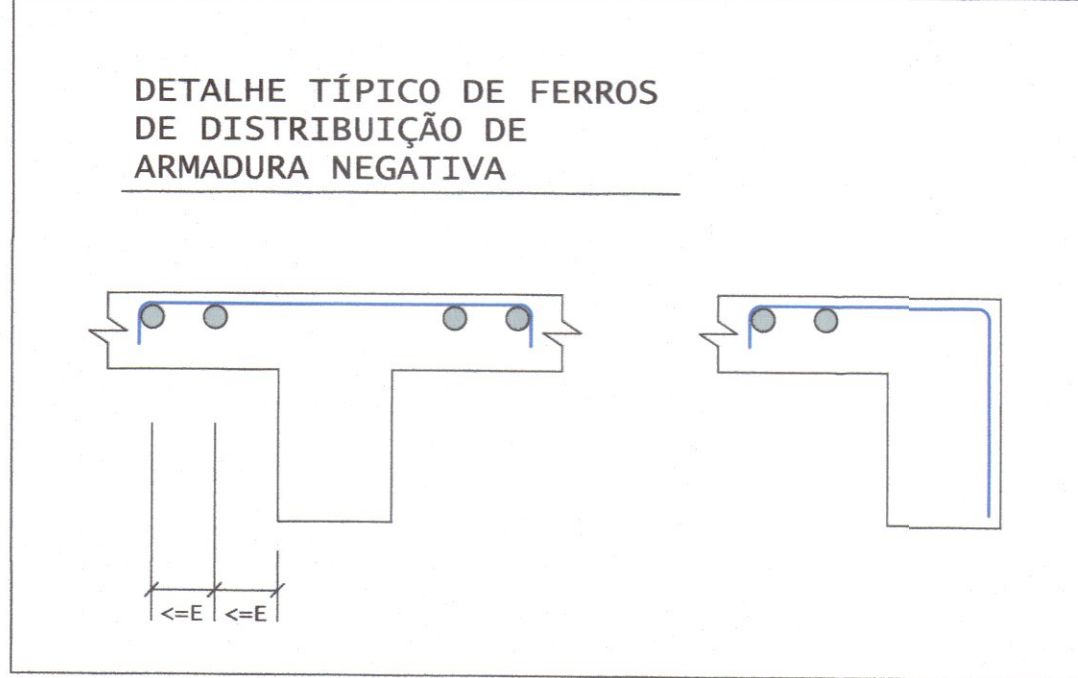 DETALHE TÍPICO DE FERROS
DE DISTRIBUIÇÃO DE
ARMADURA NEGATIVA
<=E <=E